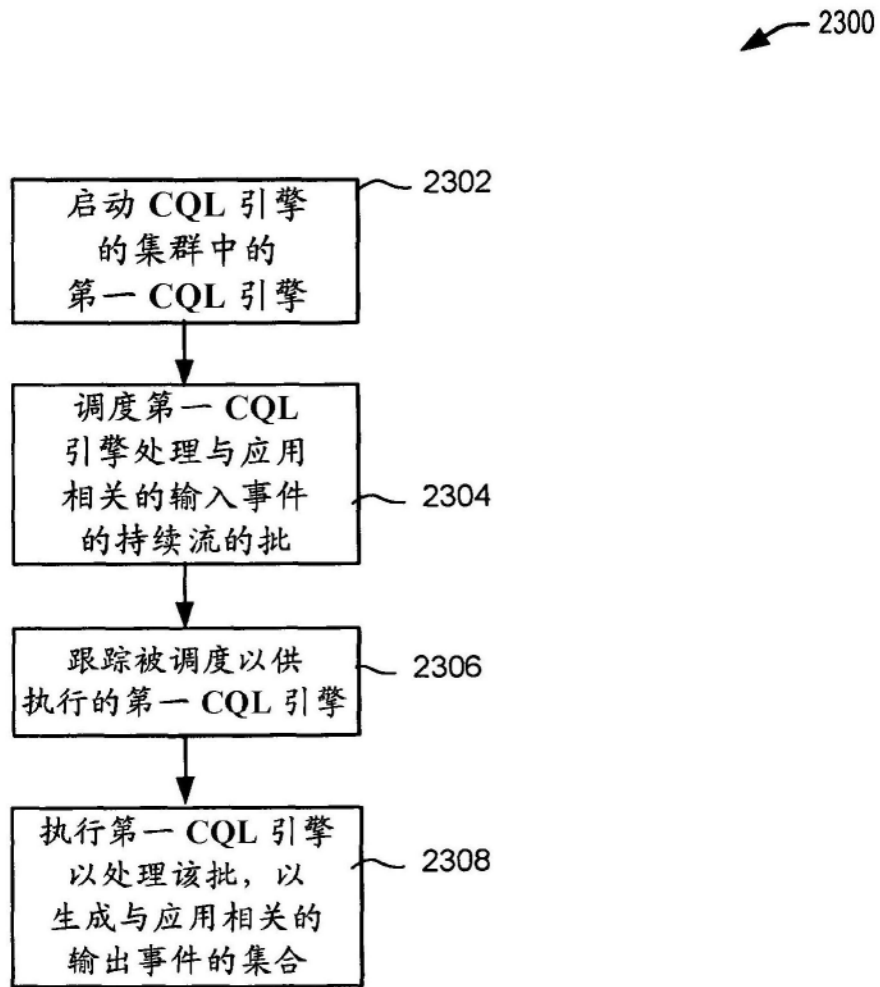 2300
2302
启动 CQL 引擎
的集群中的
第一 CQL 引擎
调度第一 CQL
引擎处理与应用
相关的输入事件
的持续流的批
2304
跟踪被调度以供
执行的第一 CQL 引擎
2306
执行第一 CQL 引擎
以处理该批，以
生成与应用相关的
输出事件的集合
2308